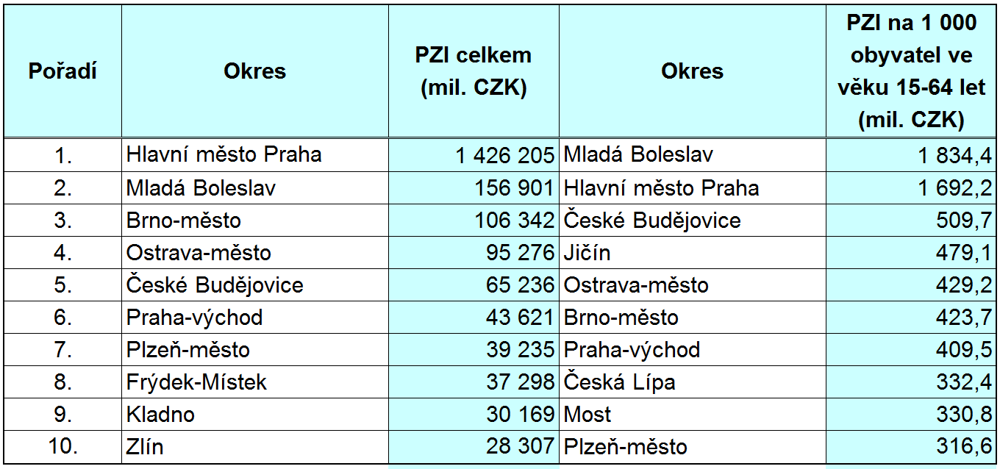 Pořadí Okres PZI celkem (mil. CZK) Okres PZI na 1 000 obyvatel ve věku 15-64 let (mil. CZK)
1. Hlavní město Praha 1 426 205 Mladá Boleslav 1 834,4
2. Mladá Boleslav 156 901 Hlavní město Praha 1 692,2
3. Brno-město 106 342 České Budějovice 509,7
4. Ostrava-město 95 276 Jičín 479,1
5. České Budějovice 65 236 Ostrava-město 429,2
6. Praha-východ 43 621 Brno-město 423,7
7. Plzeň-město 39 235 Praha-východ 409,5
8. Frýdek-Místek 37 298 Česká Lípa 332,4
9. Kladno 30 169 Most 330,8
10. Zlín 28 307 Plzeň-město 316,6